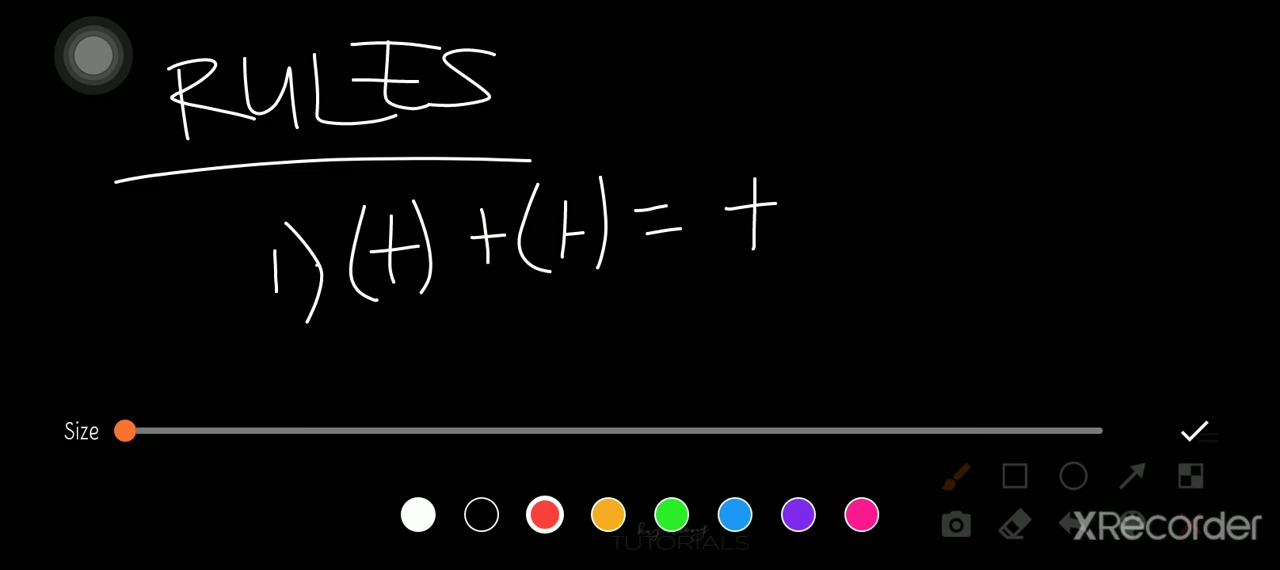 RULES
1) (+) + (+) = +
Size
TUTORIALS
XRecorder